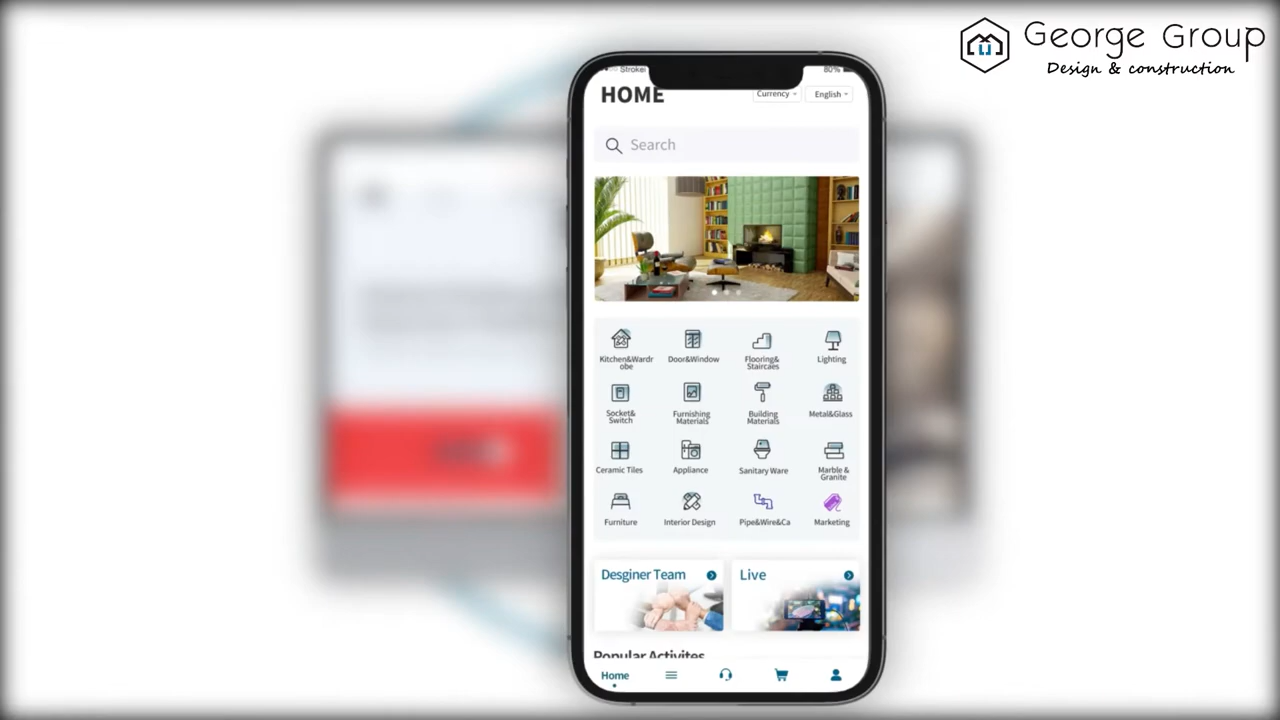 George Group
Design & construction
Stroker
80%
HOME
Currency
English
Search
Kitchen&Wardr
obe
Door&Window
Flooring&
Staircaes
Lighting
Socket&
Switch
Furnishing
Materials
Building
Materials
Metal&Glass
Ceramic Tiles
Appliance
Sanitary Ware
Marble &
Granite
Furniture
Interior Design
Pipe&Wire&Ca
Marketing
Desginer Team
Live
Popular Activites
Home